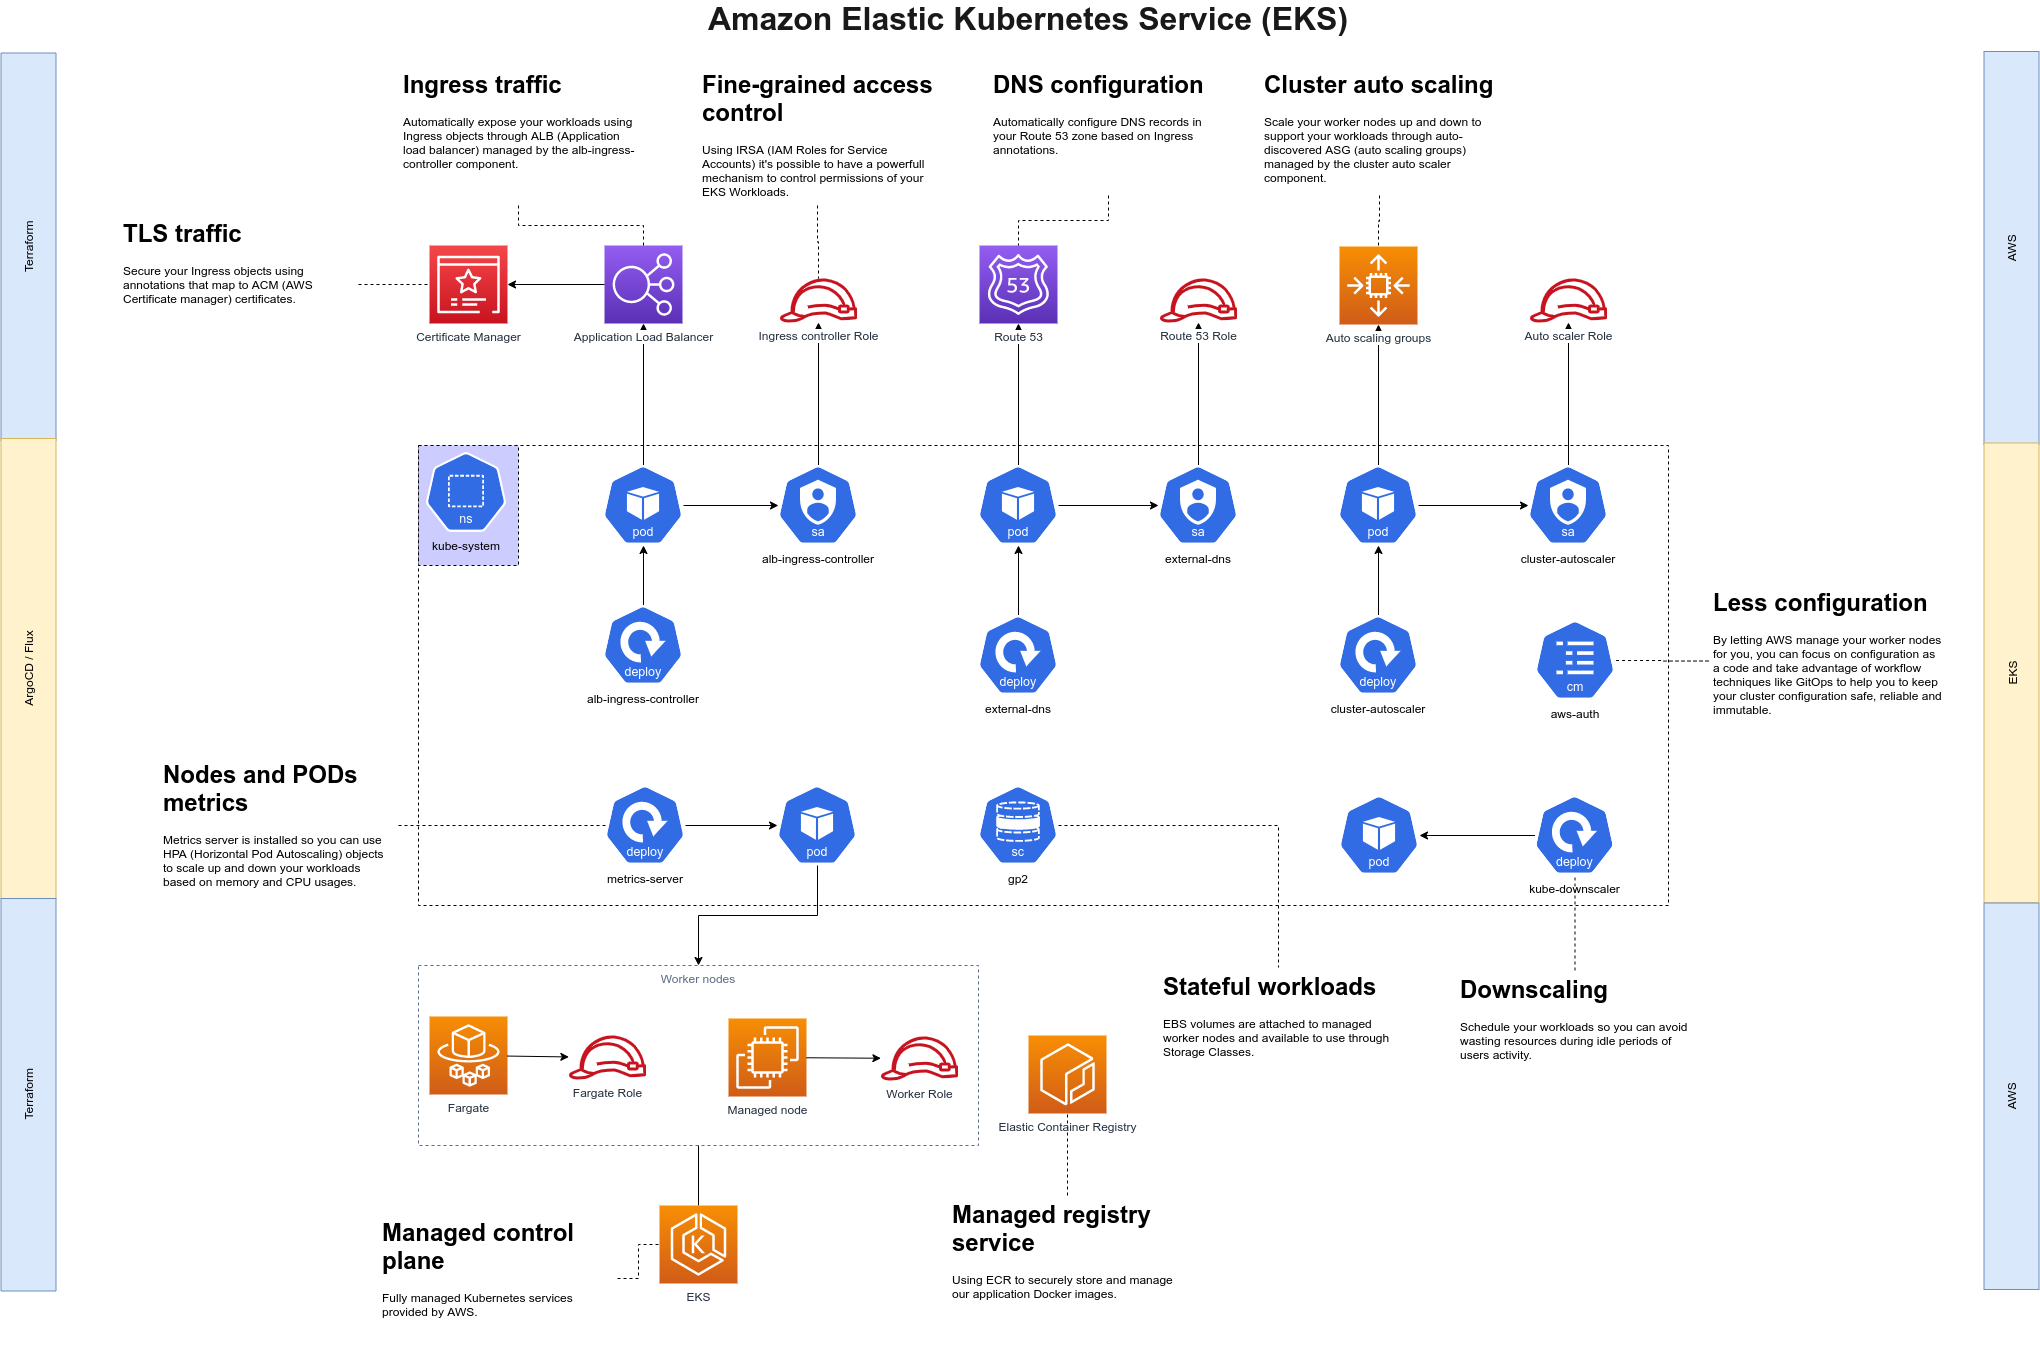 Amazon Elastic Kubernetes Service (EKS)
Terraform
ArgoCD / Flux
Terraform
AWS
EKS
AWS
Ingress traffic
Automatically expose your workloads using
Ingress objects through ALB (Application
load balancer) managed by the alb-ingress-
controller component.
Fine-grained access
control
Using IRSA (IAM Roles for Service
Accounts) it's possible to have a powerfull
mechanism to control permissions of your
EKS Workloads.
DNS configuration
Automatically configure DNS records in
your Route 53 zone based on Ingress
annotations.
Cluster auto scaling
Scale your worker nodes up and down to
support your workloads through auto-
discovered ASG (auto scaling groups)
managed by the cluster auto scaler
component.
TLS traffic
Secure your Ingress objects using
annotations that map to ACM (AWS
Certificate manager) certificates.
53
Certificate Manager
Application Load Balancer
Ingress controller Role
Route 53
Route 53 Role
Auto scaling groups
Auto scaler Role
ns
kube-system
pod
sa
alb-ingress-controller
pod
sa
external-dns
pod
sa
cluster-autoscaler
deploy
alb-ingress-controller
deploy
external-dns
deploy
cluster-autoscaler
cm
aws-auth
Less configuration
By letting AWS manage your worker nodes
for you, you can focus on configuration as
a code and take advantage of workflow
techniques like GitOps to help you to keep
your cluster configuration safe, reliable and
immutable.
Nodes and PODs
metrics
Metrics server is installed so you can use
HPA (Horizontal Pod Autoscaling) objects
to scale up and down your workloads
based on memory and CPU usages.
deploy
metrics-server
pod
sc
gp2
pod
deploy
kube-downscaler
Worker nodes
Fargate
Fargate Role
Managed node
Worker Role
Elastic Container Registry
Stateful workloads
EBS volumes are attached to managed
worker nodes and available to use through
Storage Classes.
Downscaling
Schedule your workloads so you can avoid
wasting resources during idle periods of
users activity.
Managed control
plane
Fully managed Kubernetes services
provided by AWS.
K
EKS
Managed registry
service
Using ECR to securely store and manage
our application Docker images.